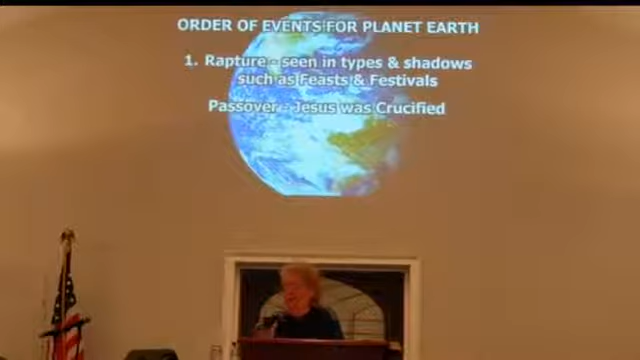 ORDER OF EVENTS FOR PLANET EARTH
1. Rapture - seen in types & shadows
such as Feasts & Festivals
Passover - Jesus was Crucified